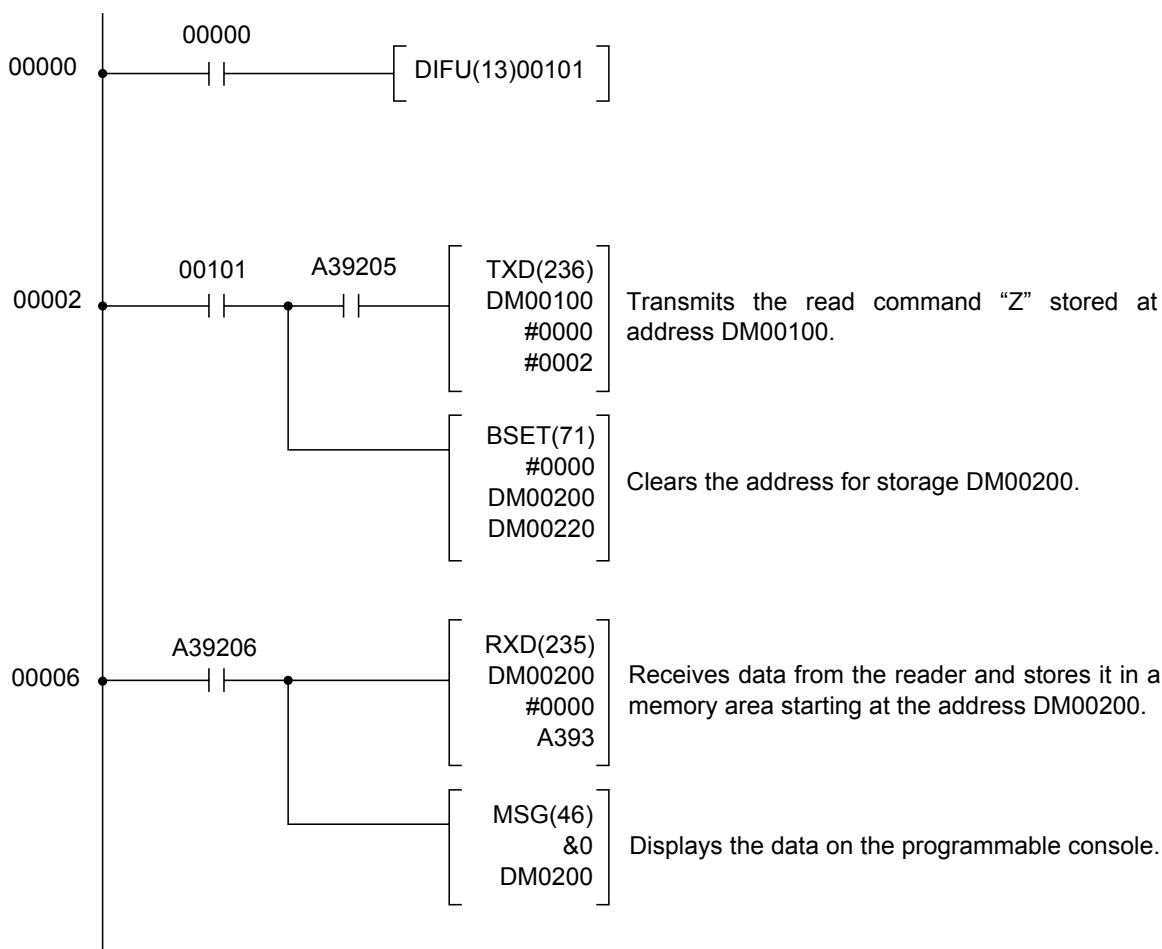 00000
00000
DIFU(13)00101
00101
A39205
00002
TXD(236)
DM00100
#0000
#0002
Transmits the read command “Z” stored at
address DM00100.
BSET(71)
#0000
DM00200
DM00220
Clears the address for storage DM00200.
A39206
00006
RXD(235)
DM00200
#0000
A393
Receives data from the reader and stores it in a
memory area starting at the address DM00200.
MSG(46)
&0
DM0200
Displays the data on the programmable console.